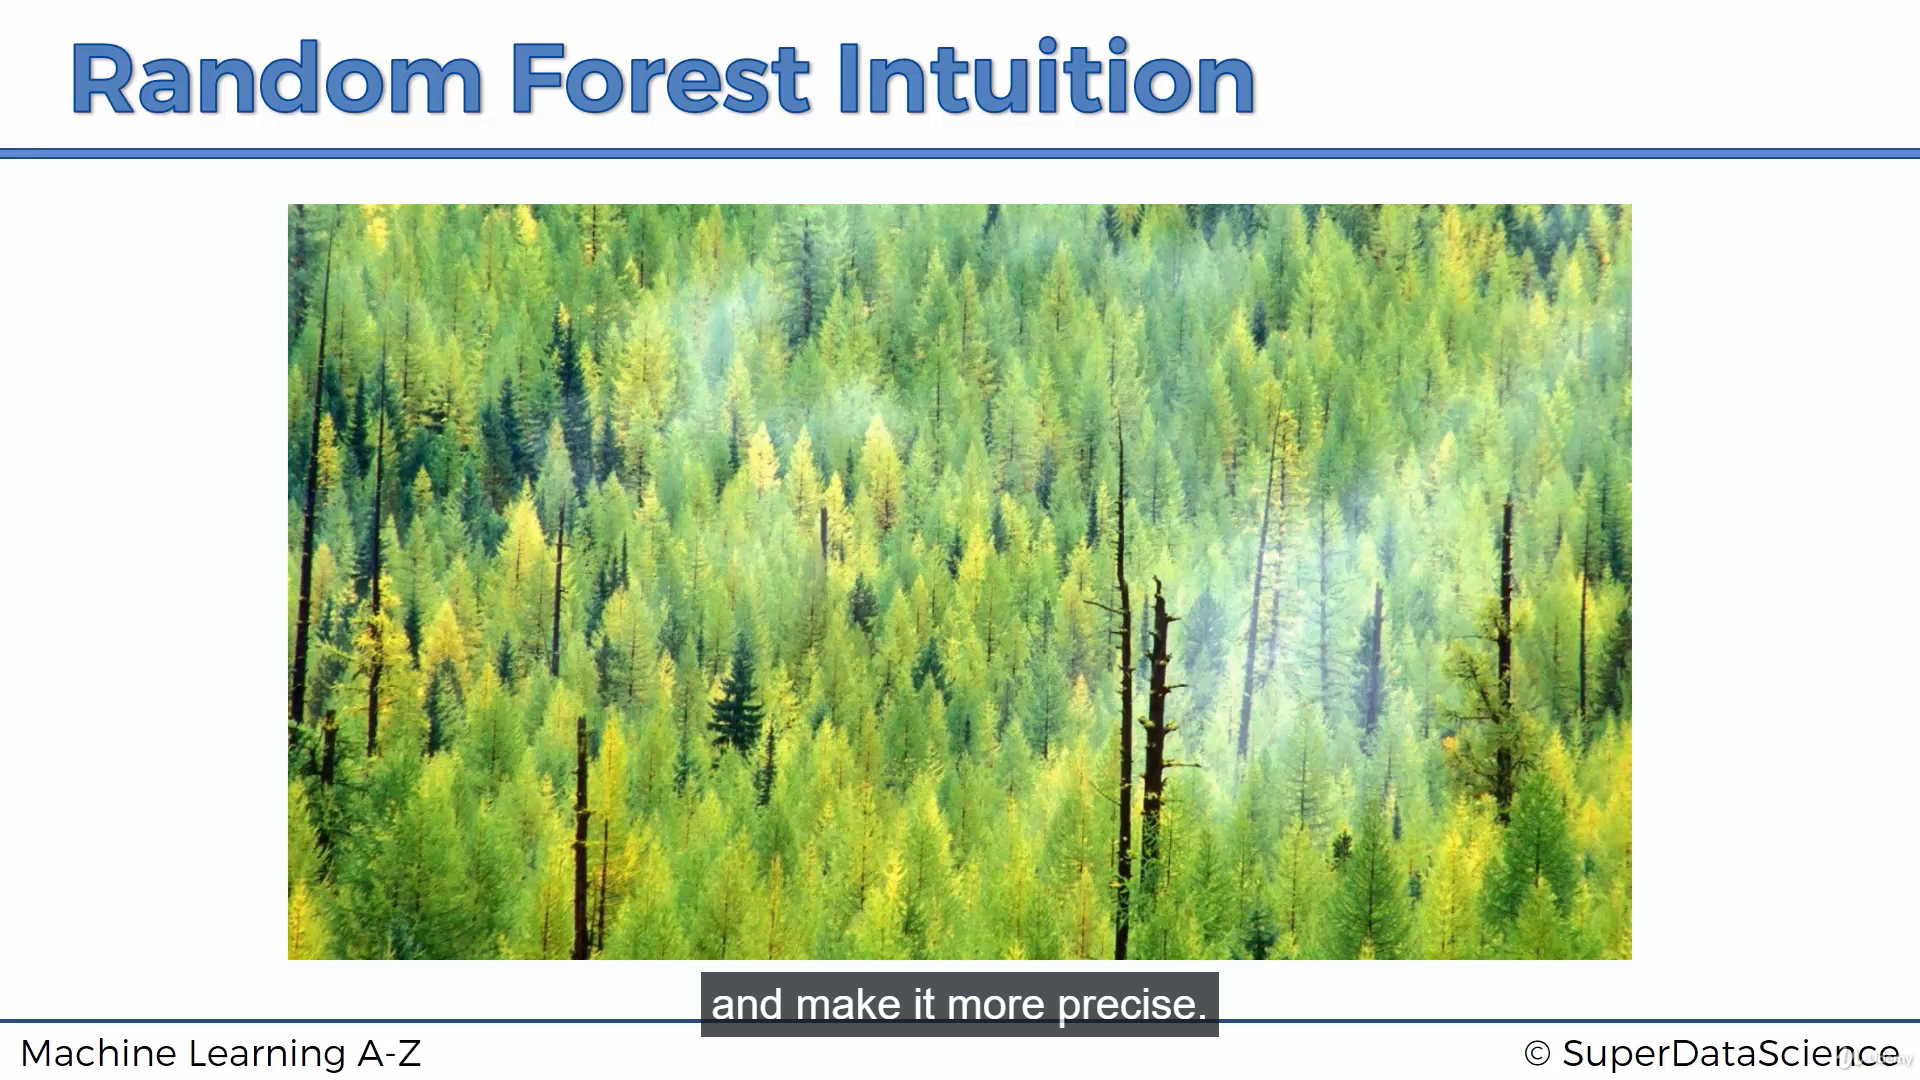 Random Forest Intuition
and make it more precise.
Machine Learning A-Z
© SuperDataScience